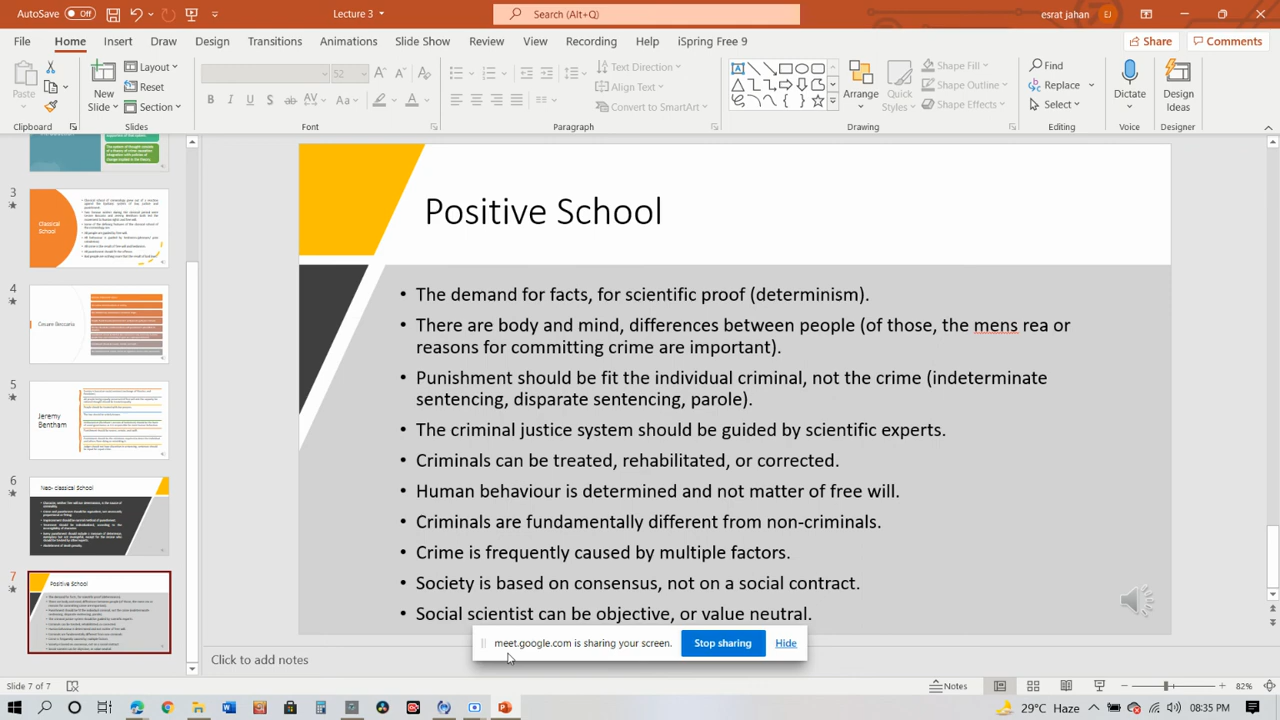 AutoSave Off Lecture 3 Search (Alt+Q) esrat jahan EJ
File Home Insert Draw Design Transitions Animations Slide Show Review View Recording Help iSpring Free 9 Share Comments
Paste New Slide Layout Reset Section 52 Text Direction Align Text Convert to SmartArt Arrange Quick Styles Shape Fill Shape Outline Shape Effects Find Replace Select Dictate Design Ideas
Clipboard Slides Font Paragraph Drawing Editing Voice Designer
3
Classical School
4
Cesare Beccaria
5
Jeremy Bentham
6
Neo- classical School
7
Positive School
Positive School
• The demand for facts, for scientific proof (determinism).
• There are body and mind, differences between people (of those, the mens rea or
reasons for committing crime are important).
• Punishment should be fit the individual criminal, not the crime (indeterminate
sentencing, disparate sentencing, parole).
• The criminal justice system should be guided by scientific experts.
• Criminals can be treated, rehabilitated, or corrected.
• Human behaviour is determined and not matter of free will.
• Criminals are fundamentally different from non-criminals.
• Crime is frequently caused by multiple factors.
• Society is based on consensus, not on a social contract.
• Social scientist can be objective, or value neutral.
meet.google.com is sharing your screen. Stop sharing Hide
Click to add notes
Slide 7 of 7 Notes 82%
29°C Haze 08:35 PM